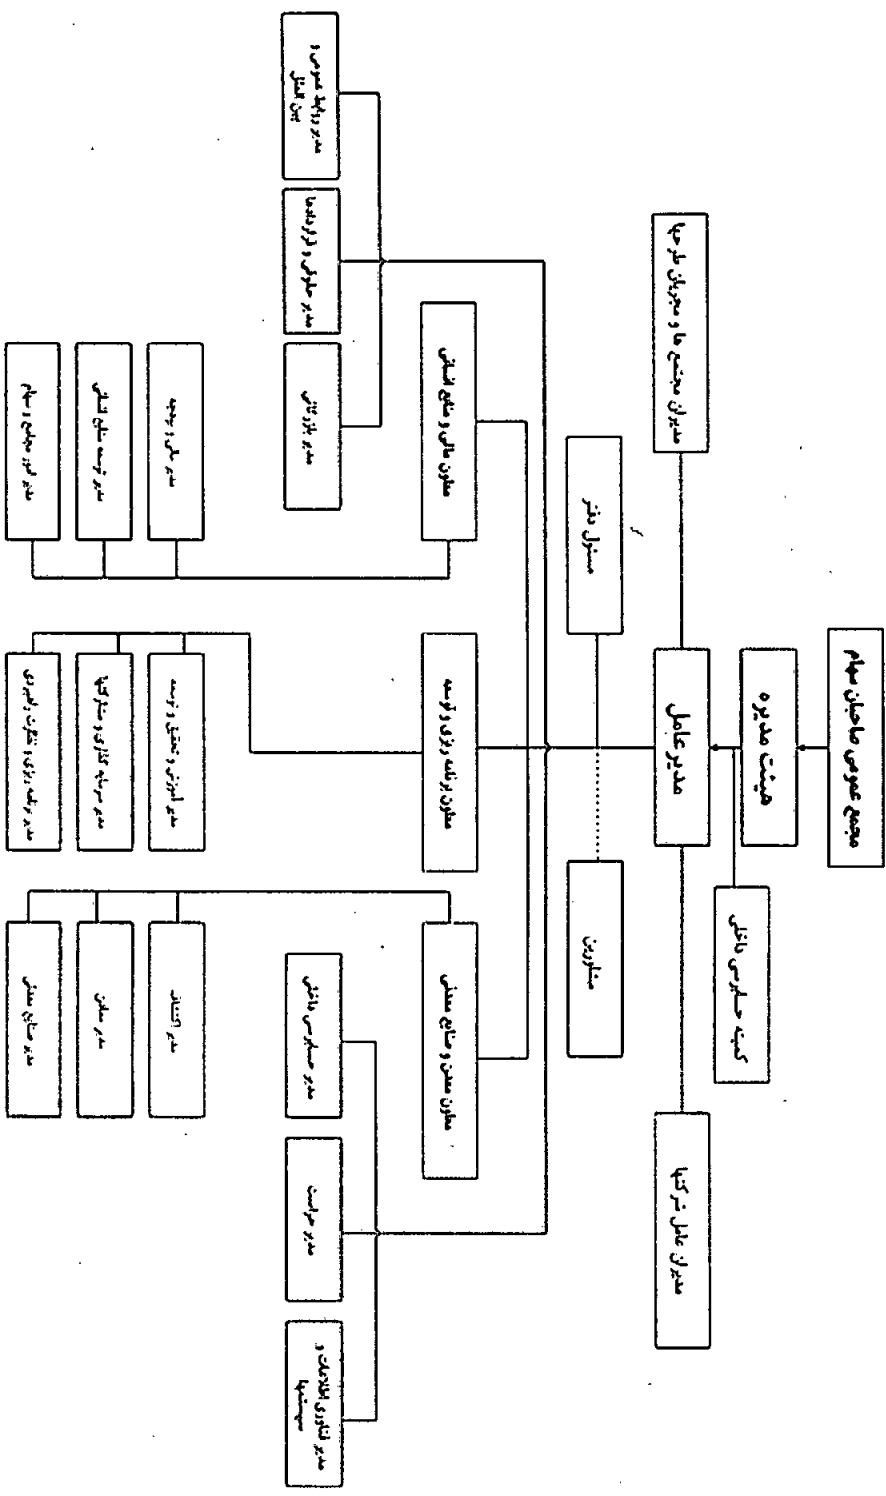 مجمع عمومی صاحبان سهام
هیئت مدیره
کمیته حسابرسی داخلی
مدیر عامل
مدیران مجتمع ها و مجریان طرحها
مدیران عامل شرکتها
مسئول دفتر
مشاورین
معاون مالی و منابع انسانی
معاون برنامه ریزی و توسعه
معاون معدن و صنایع معدنی
مدیر روابط عمومی و
بین الملل
مدیر حقوقی و قراردادها
مدیر بازرگانی
مدیر حسابرسی داخلی
مدیر حراست
مدیر فناوری اطلاعات و
سیستمها
مدیر مالی و بودجه
مدیر توسعه منابع انسانی
مدیر امور مجامع و سهام
مدیر آموزش و تحقیق و توسعه
مدیر سرمایه گذاری و مشارکتها
مدیر برنامه ریزی و نظارت راهبردی
مدیر اکتشاف
مدیر معادن
مدیر صنایع معدنی